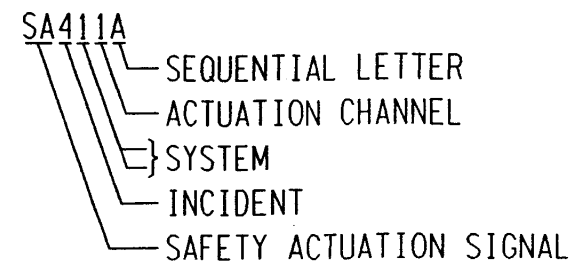 SA411A
SEQUENTIAL LETTER
ACTUATION CHANNEL
SYSTEM
INCIDENT
SAFETY ACTUATION SIGNAL